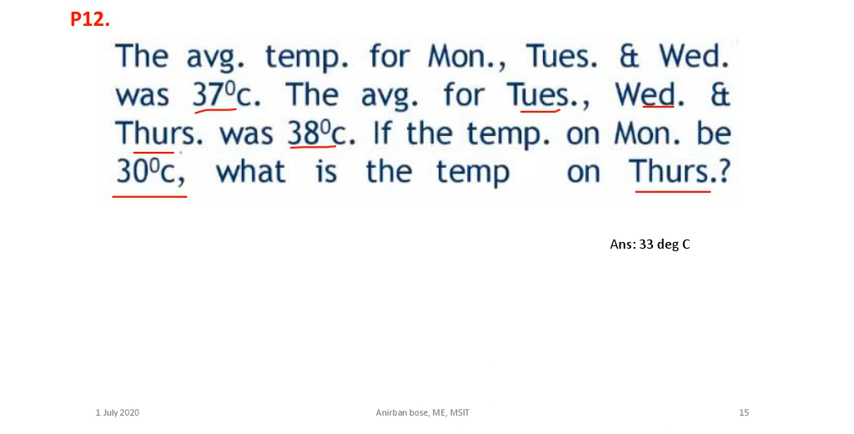 P12.
The avg. temp. for Mon., Tues. & Wed.
was 37⁰c. The avg. for Tues., Wed. &
Thurs. was 38⁰c. If the temp. on Mon. be
30⁰c, what is the temp on Thurs.?
Ans: 33 deg C
1 July 2020 Anirban bose, ME, MSIT 15